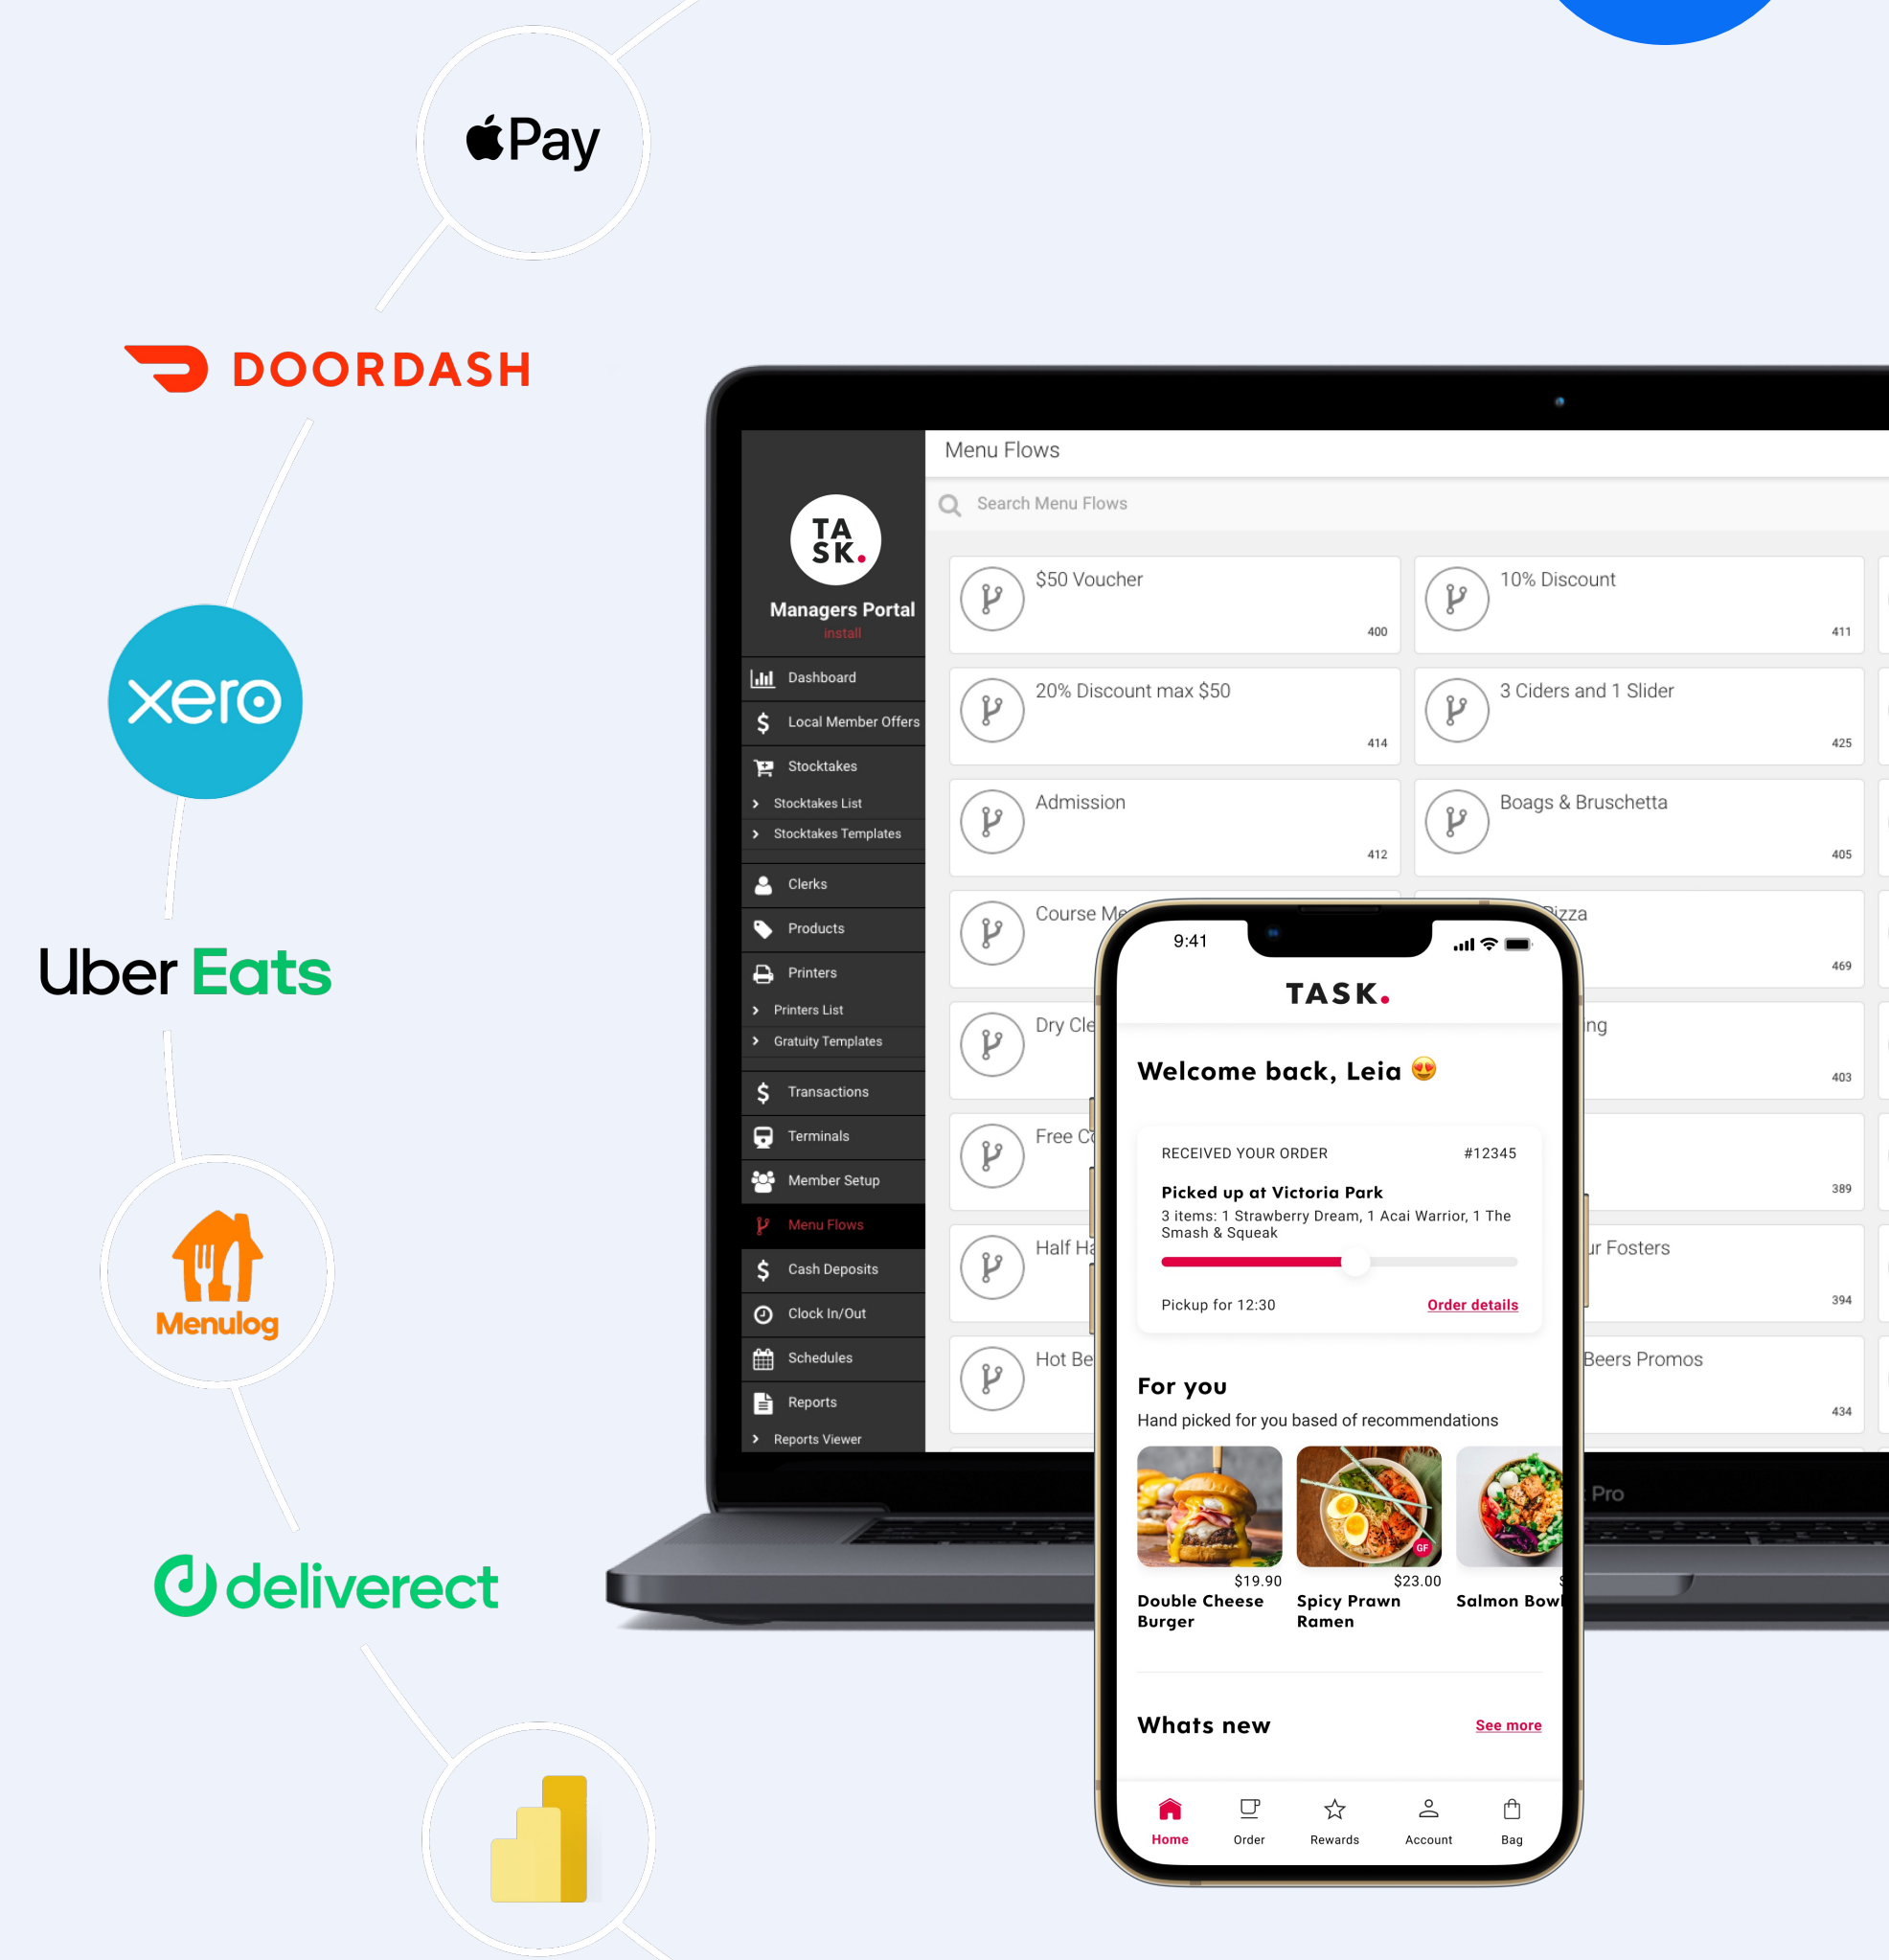 Pay
DOORDASH
xero
Uber Eats
Menulog
deliverect
TA
SK.
Managers Portal
install
Dashboard
Local Member Offers
Stocktakes
Stocktakes List
Stocktakes Templates
Clerks
Products
Printers
Printers List
Gratuity Templates
Transactions
Terminals
Member Setup
Menu Flows
Cash Deposits
Clock In/Out
Schedules
Reports
Reports Viewer
Menu Flows
Search Menu Flows
$50 Voucher
400
10% Discount
411
20% Discount max $50
414
3 Ciders and 1 Slider
425
Admission
412
Boags & Bruschetta
405
Course
Pizza
469
Dry
403
Free
389
Half
Fosters
394
Hot
Beers Promos
434
Pro
9:41
TASK.
Welcome back, Leia
RECEIVED YOUR ORDER #12345
Picked up at Victoria Park
3 items: 1 Strawberry Dream, 1 Acai Warrior, 1 The
Smash & Squeak
Pickup for 12:30 Order details
For you
Hand picked for you based of recommendations
GF
$19.90
Double Cheese
Burger
$23.00
Spicy Prawn
Ramen
Salmon Bowl
Whats new See more
Home Order Rewards Account Bag